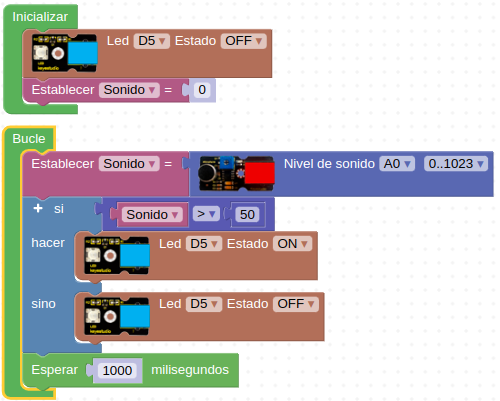 Inicializar
Led D5 Estado OFF
Establecer Sonido = 0
Bucle
Establecer Sonido = Nivel de sonido A0 0..1023
+ si Sonido > 50
hacer Led D5 Estado ON
sino Led D5 Estado OFF
Esperar 1000 milisegundos